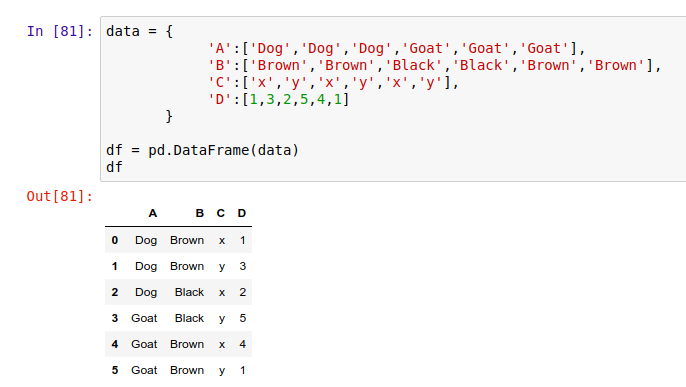 In [81]: data = {
'A':['Dog','Dog','Dog','Goat','Goat','Goat'],
'B':['Brown','Brown','Black','Black','Brown','Brown'],
'C':['x','y','x','y','x','y'],
'D':[1,3,2,5,4,1]
}
df = pd.DataFrame(data)
df
Out[81]:
A B C D
0 Dog Brown x 1
1 Dog Brown y 3
2 Dog Black x 2
3 Goat Black y 5
4 Goat Brown x 4
5 Goat Brown y 1